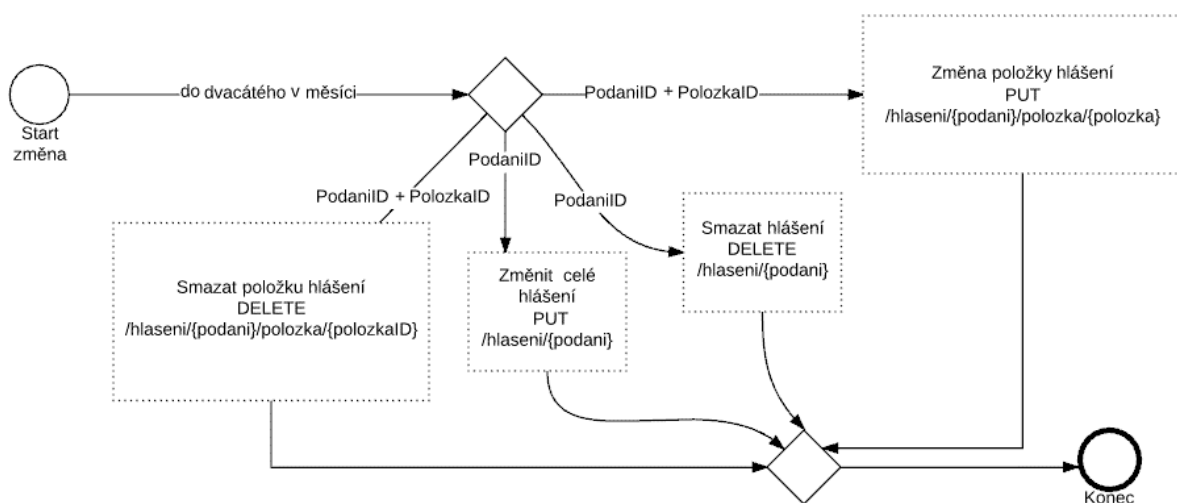 Start
změna
do dvacátého v měsíci
PodaniID + PolozkaID
Změna položky hlášení
PUT
/hlaseni/{podani}/polozka/{polozka}
PodaniID + PolozkaID
PodaniID
PodaniID
Smazat položku hlášení
DELETE
/hlaseni/{podani}/polozka/{polozkaID}
Změnit celé
hlášení
PUT
/hlaseni/{podani}
Smazat hlášení
DELETE
/hlaseni/{podani}
Konec